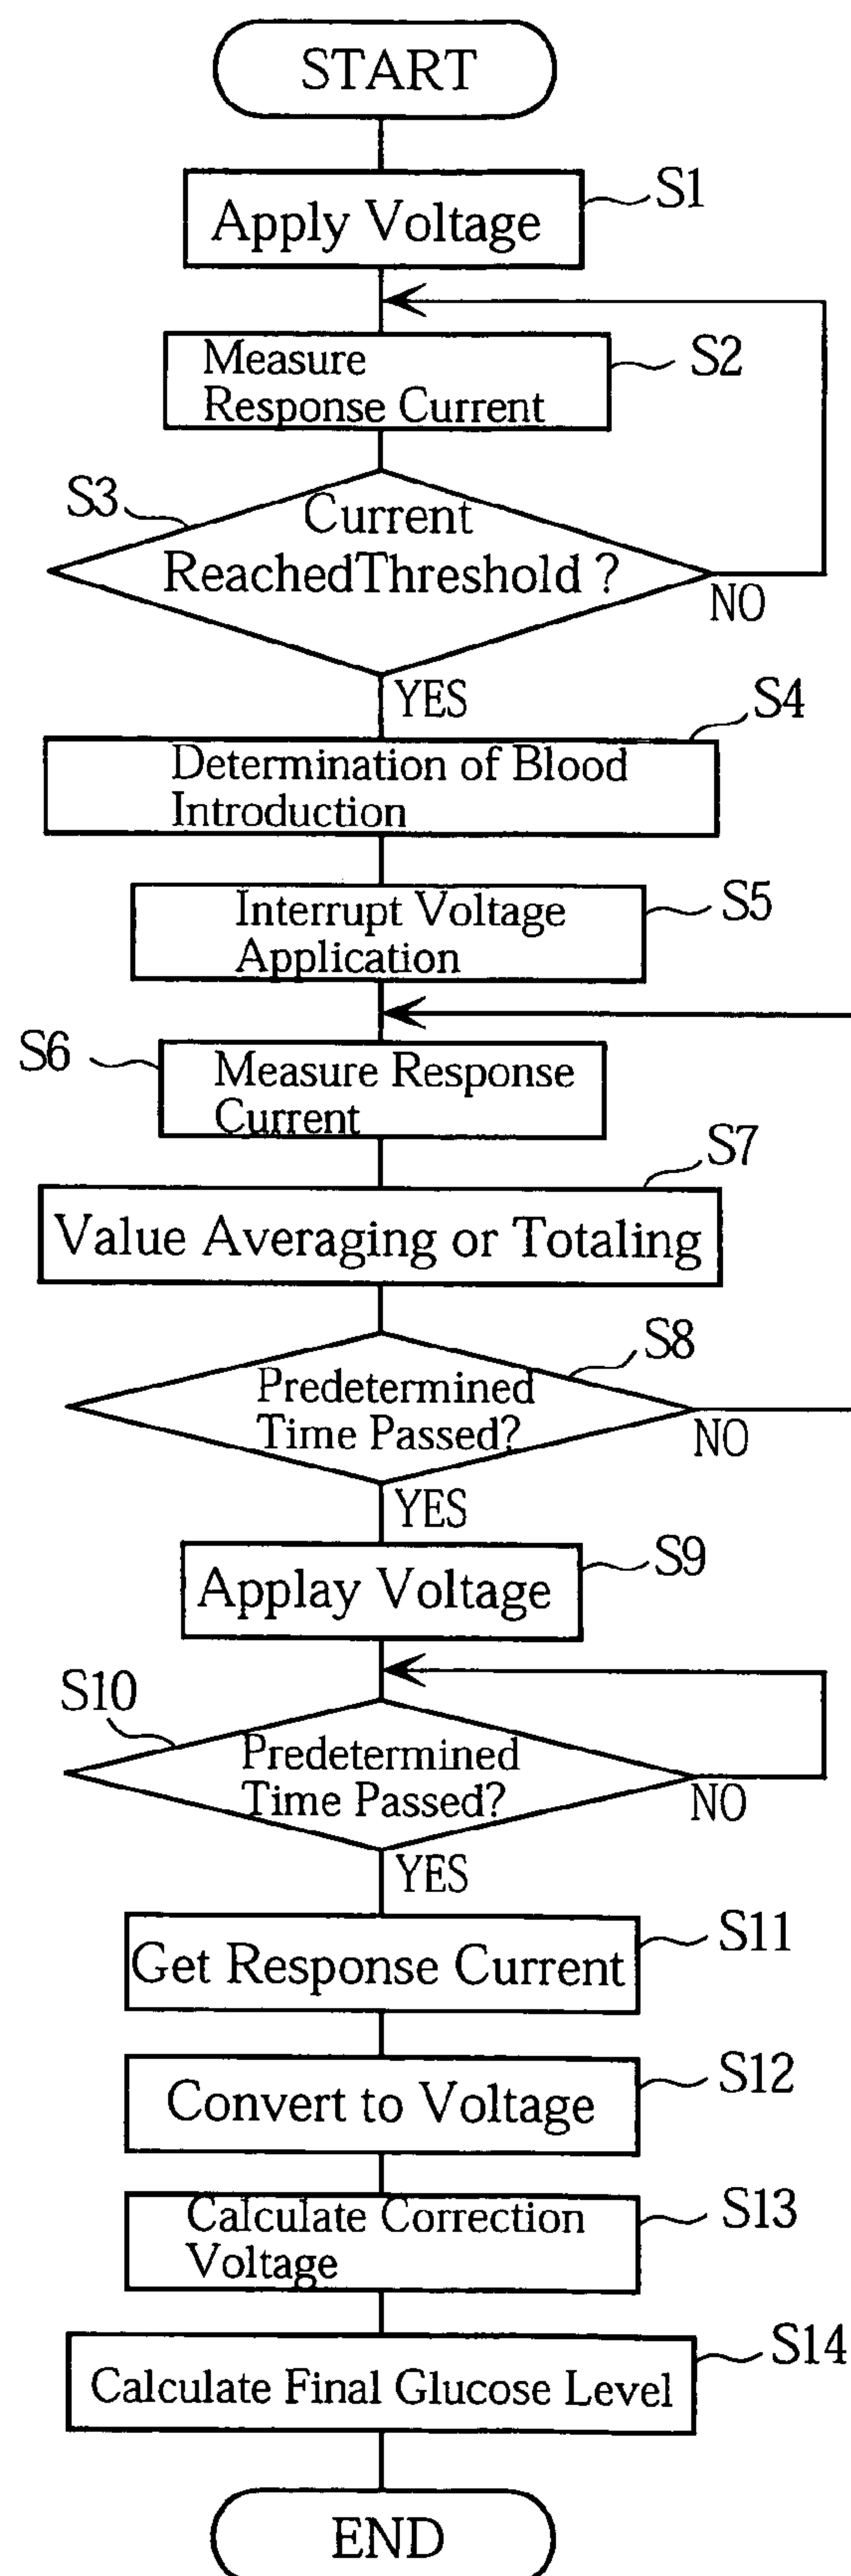 START
S1
Apply Voltage
S2
Measure
Response Current
S3
Current
ReachedThreshold ?
NO
YES
S4
Determination of Blood
Introduction
S5
Interrupt Voltage
Application
S6
Measure Response
Current
S7
Value Averaging or Totaling
S8
Predetermined
Time Passed?
NO
YES
S9
Applay Voltage
S10
Predetermined
Time Passed?
NO
YES
S11
Get Response Current
S12
Convert to Voltage
S13
Calculate Correction
Voltage
S14
Calculate Final Glucose Level
END